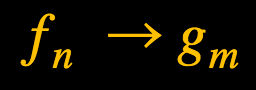 fₙ → gₘ